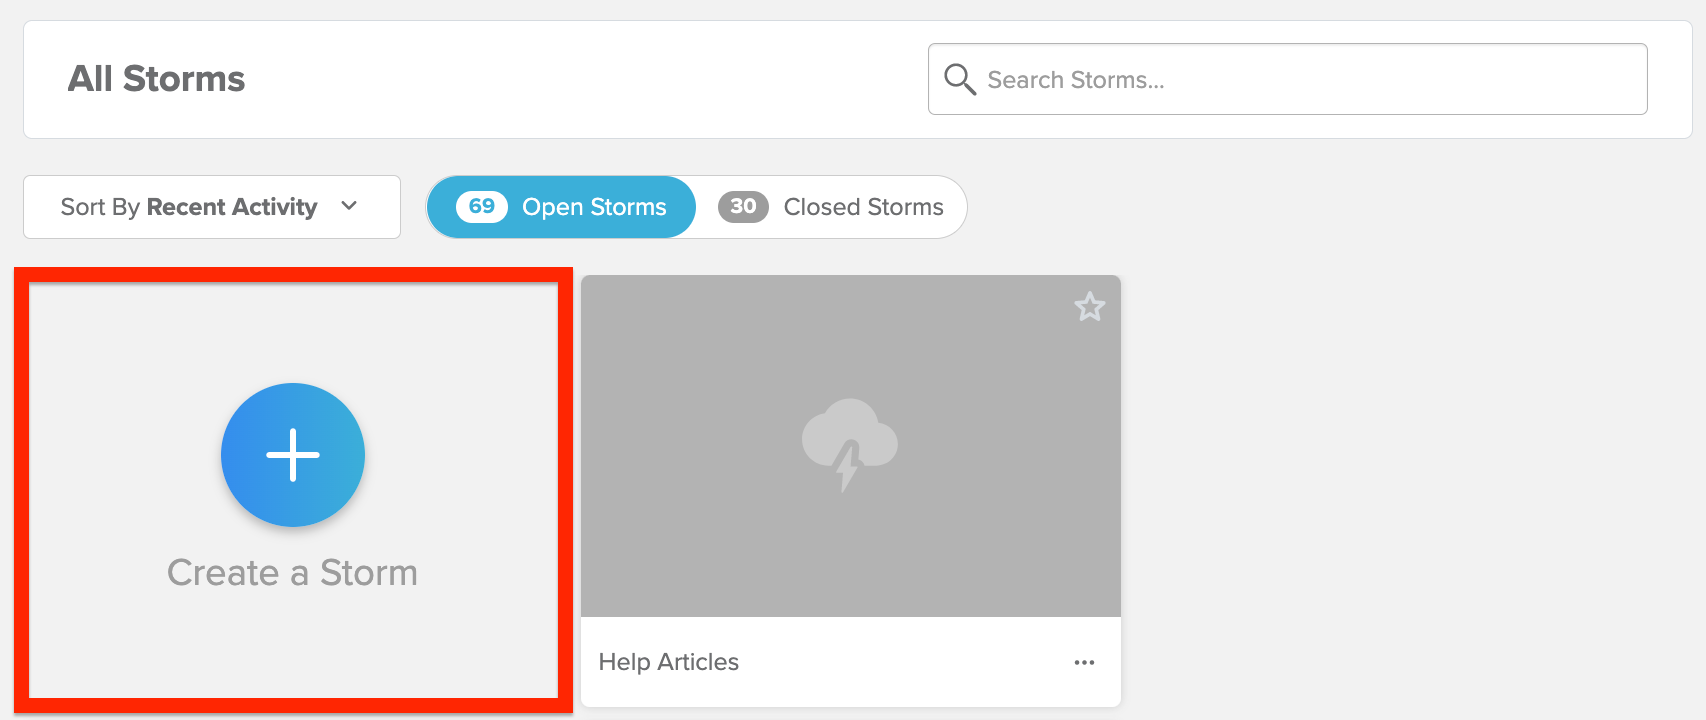 All Storms
Search Storms...
Sort By Recent Activity
69 Open Storms
30 Closed Storms
Create a Storm
Help Articles